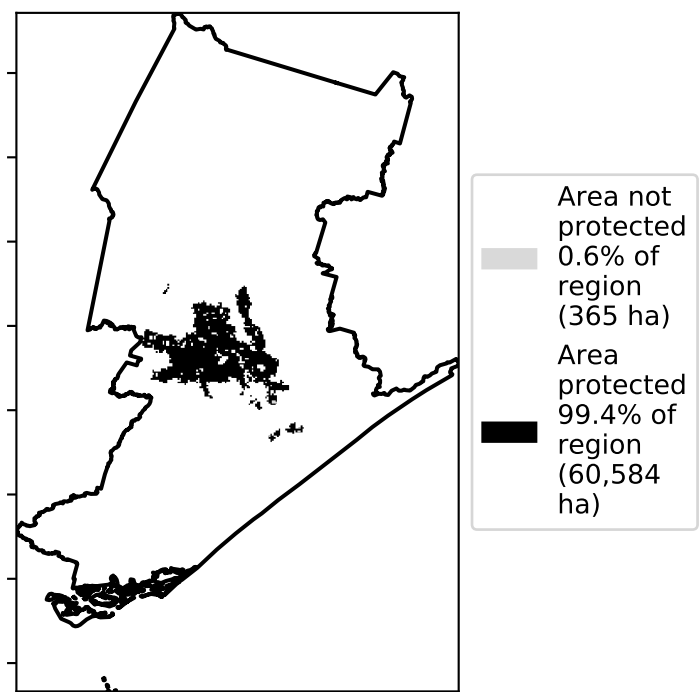 Area not
protected
0.6% of
region
(365 ha)
Area
protected
99.4% of
region
(60,584
ha)